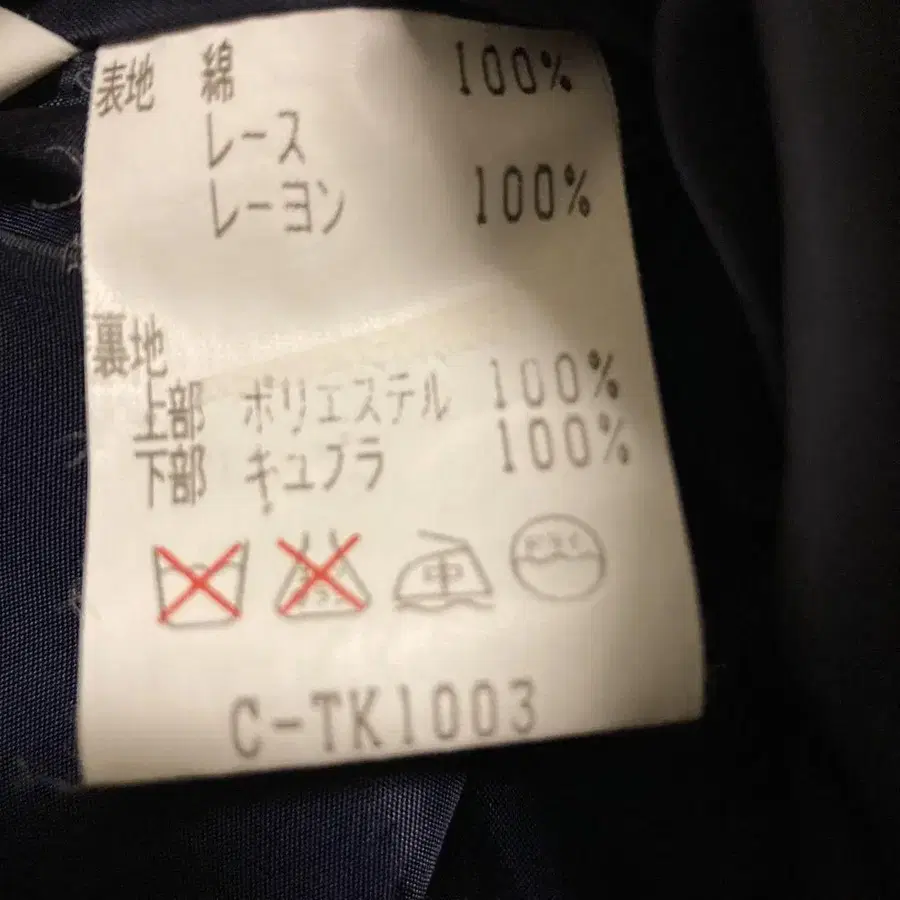 表地 綿 100%
レース
レーヨン 100%
裏地
上部 ポリエステル 100%
下部 キュプラ 100%
中
C-TK1003